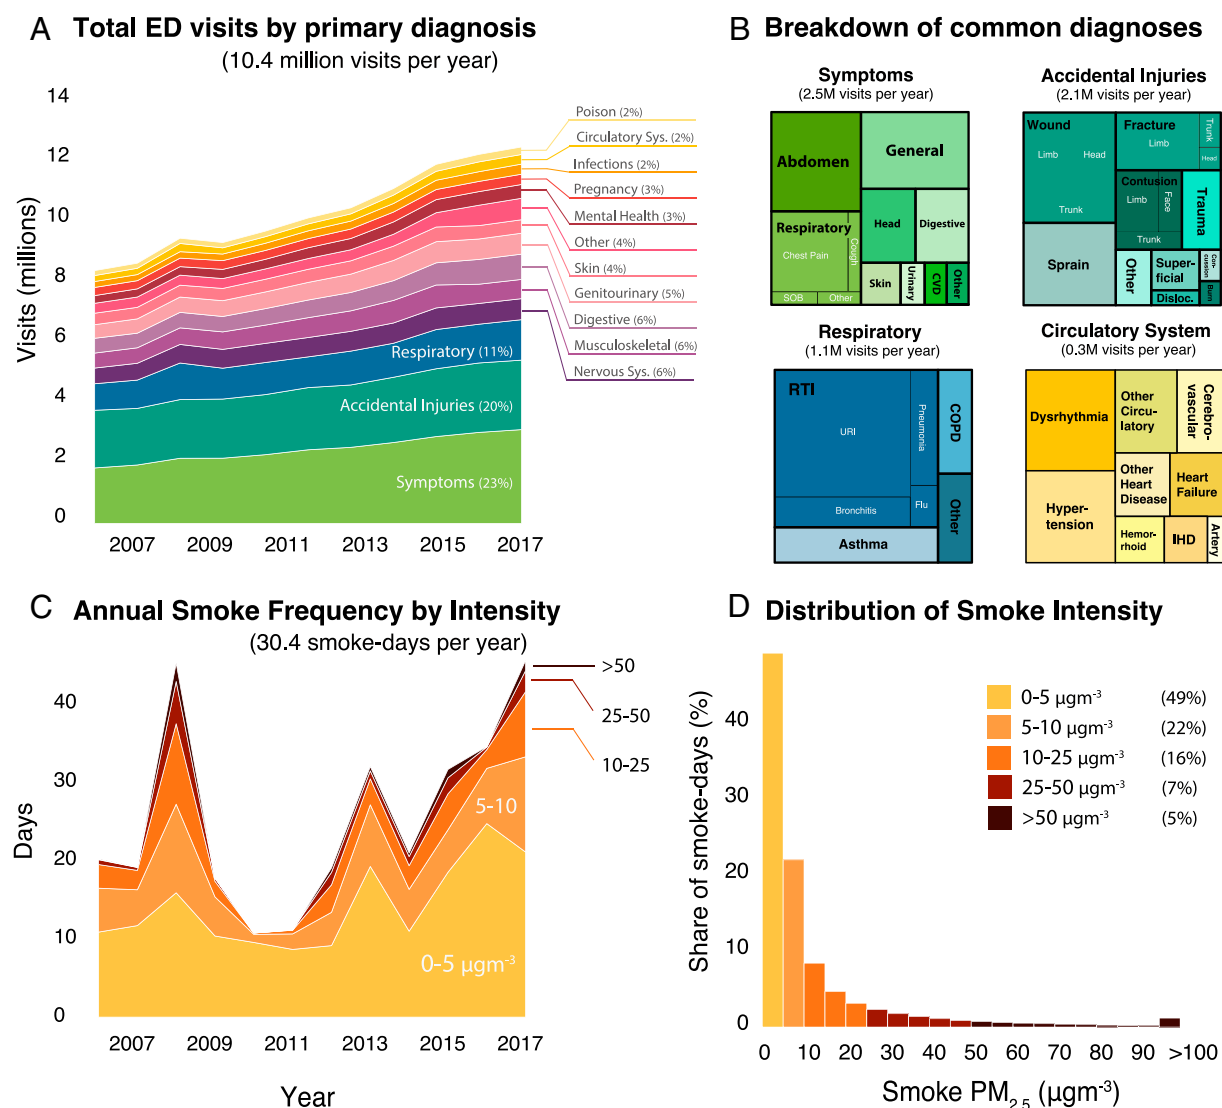 A Total ED visits by primary diagnosis
(10.4 million visits per year)
14
12
10
8
6
4
2
0
Visits (millions)
Poison (2%)
Circulatory Sys. (2%)
Infections (2%)
Pregnancy (3%)
Mental Health (3%)
Other (4%)
Skin (4%)
Genitourinary (5%)
Digestive (6%)
Musculoskeletal (6%)
Nervous Sys. (6%)
Respiratory (11%)
Accidental Injuries (20%)
Symptoms (23%)
2007 2009 2011 2013 2015 2017
B Breakdown of common diagnoses
Symptoms
(2.5M visits per year)
Abdomen
General
Respiratory
Chest Pain
Cough
SOB
Other
Head
Digestive
Skin
Urinary
CVD
Other
Accidental Injuries
(2.1M visits per year)
Wound
Limb
Head
Trunk
Sprain
Fracture
Limb
Trunk
Head
Contusion
Limb
Face
Trunk
Trauma
Other
Super-
ficial
Disloc.
Con-
cussion
Burn
Respiratory
(1.1M visits per year)
RTI
URI
Pneumonia
Bronchitis
Flu
COPD
Other
Asthma
Circulatory System
(0.3M visits per year)
Dysrhythmia
Other
Circu-
latory
Cerebro-
vascular
Hyper-
tension
Other
Heart
Disease
Heart
Failure
Hemor-
rhoid
IHD
Artery
C Annual Smoke Frequency by Intensity
(30.4 smoke-days per year)
40
30
20
10
0
Days
>50
25-50
10-25
5-10
0-5 µgm⁻³
2007 2009 2011 2013 2015 2017
Year
D Distribution of Smoke Intensity
40
30
20
10
0
Share of smoke-days (%)
0-5 µgm⁻³ (49%)
5-10 µgm⁻³ (22%)
10-25 µgm⁻³ (16%)
25-50 µgm⁻³ (7%)
>50 µgm⁻³ (5%)
0 10 20 30 40 50 60 70 80 90 >100
Smoke PM₂.₅ (µgm⁻³)